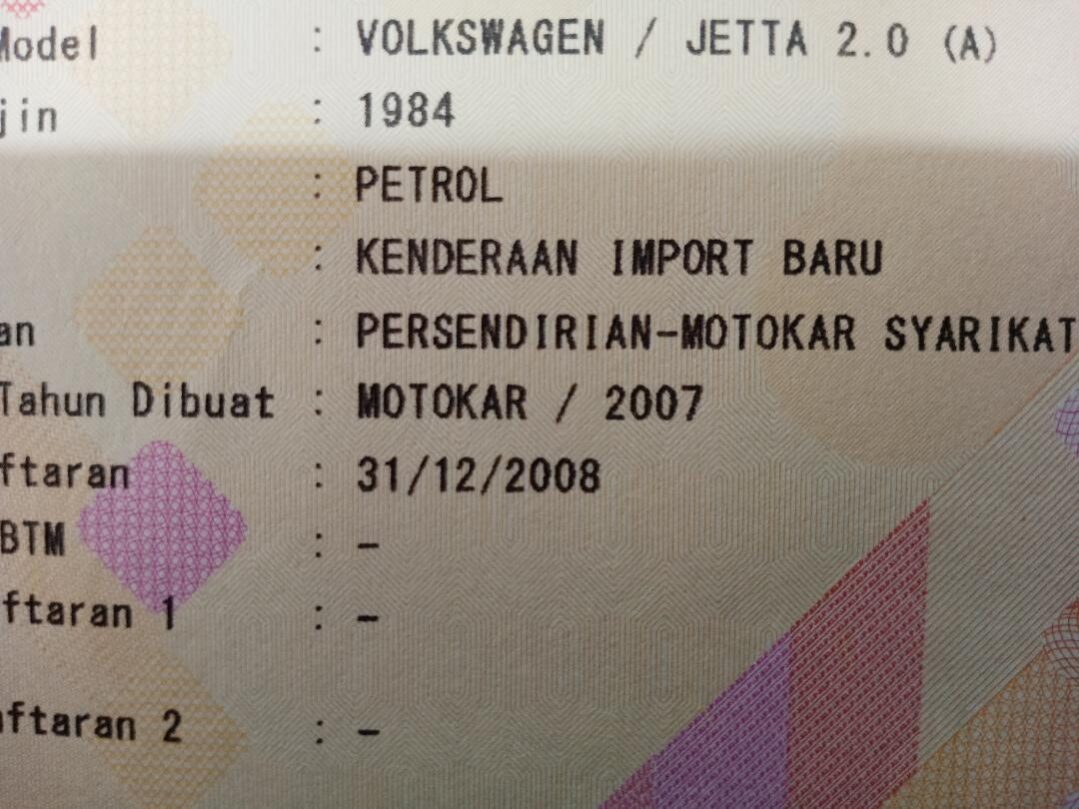 Model : VOLKSWAGEN / JETTA 2.0 (A)
jin : 1984
: PETROL
: KENDERAAN IMPORT BARU
an : PERSENDIRIAN-MOTOKAR SYARIKAT
Tahun Dibuat : MOTOKAR / 2007
ftaran : 31/12/2008
BTM : -
ftaran 1 : -
aftaran 2 : -